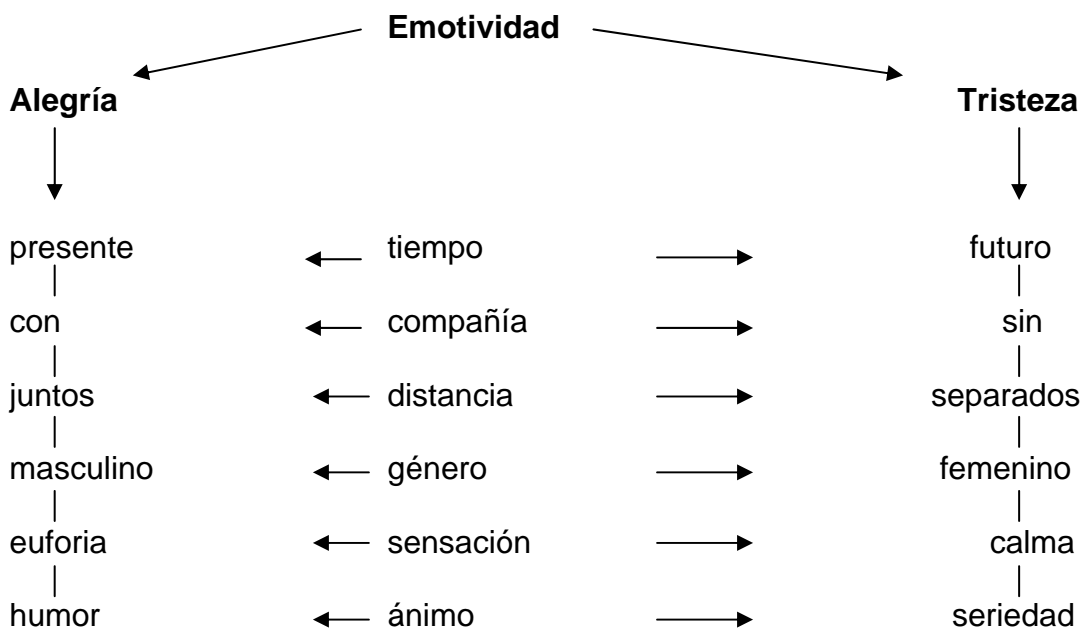 Emotividad
Alegría Tristeza
presente tiempo futuro
con compañía sin
juntos distancia separados
masculino género femenino
euforia sensación calma
humor ánimo seriedad